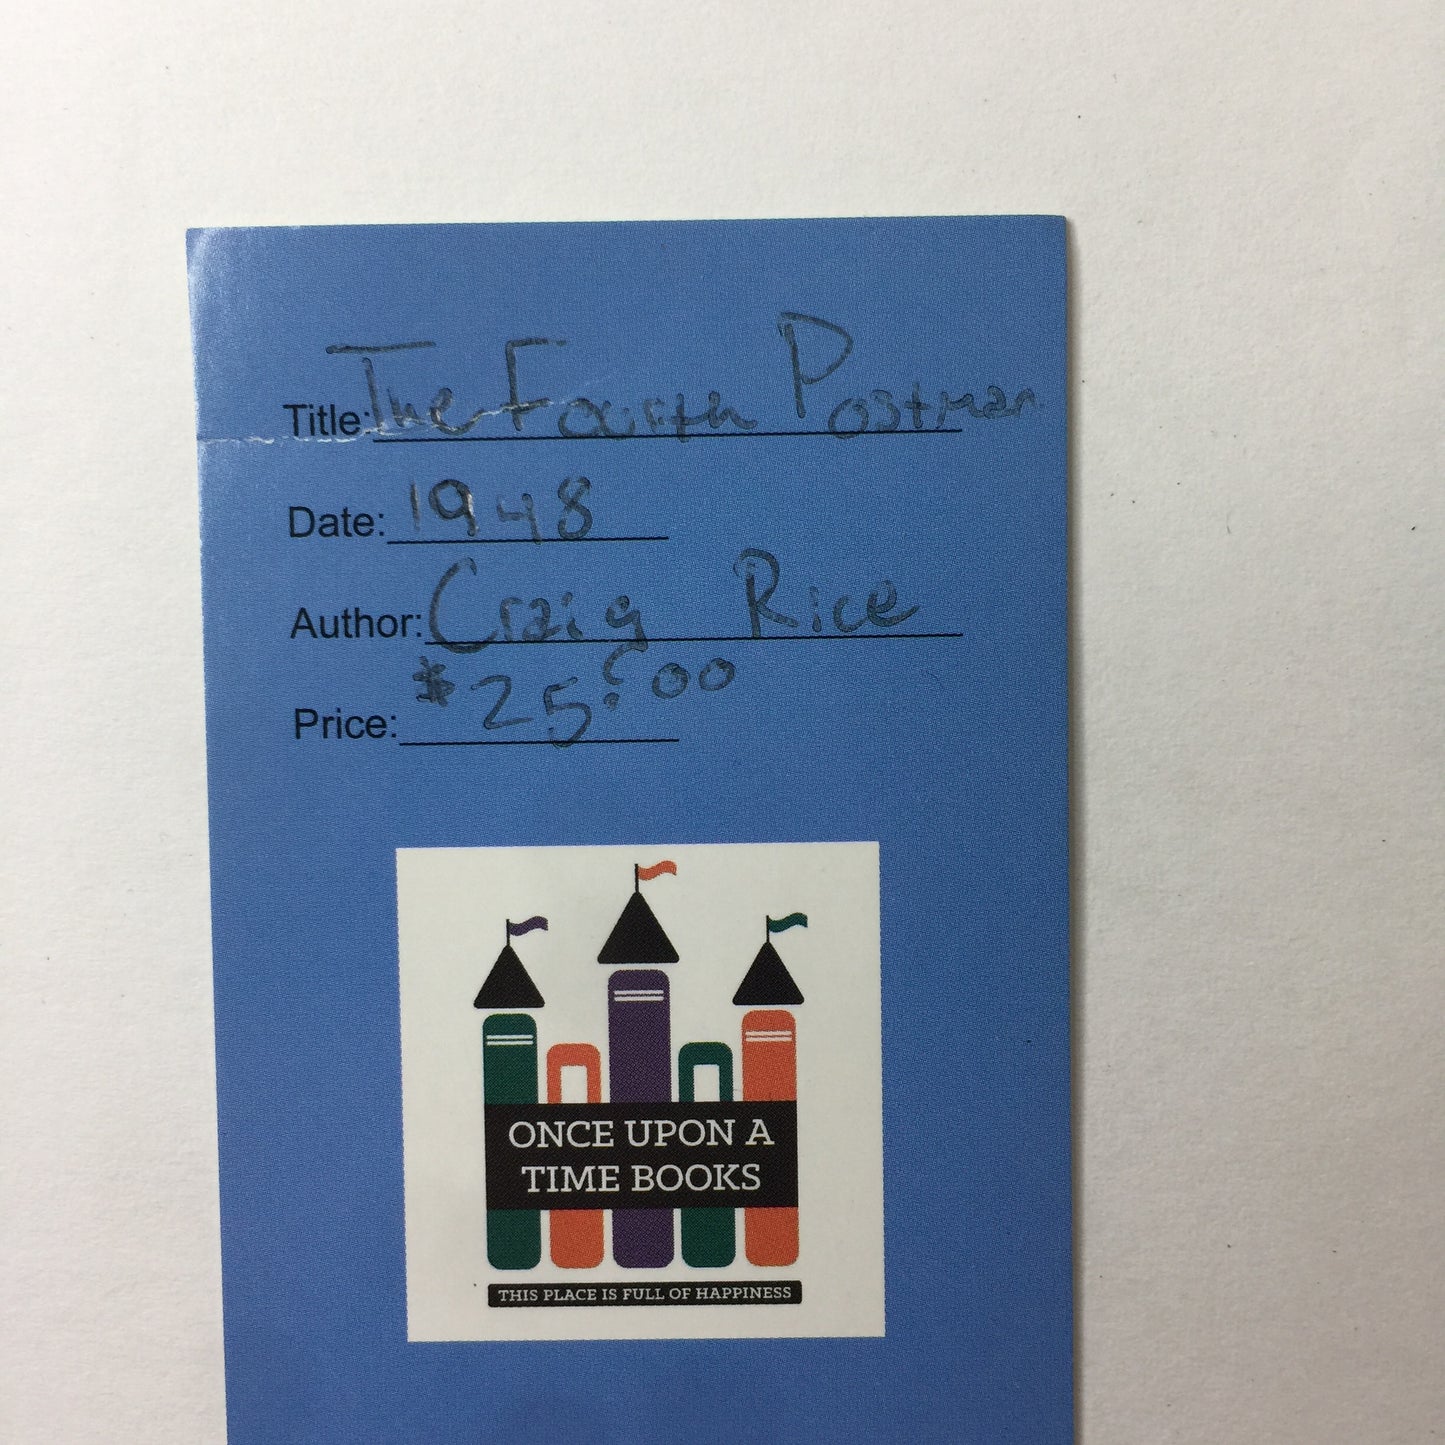 Title: The Fourth Postman
Date: 1948
Author: Craig Rice
Price: $25.00
ONCE UPON A
TIME BOOKS
THIS PLACE IS FULL OF HAPPINESS